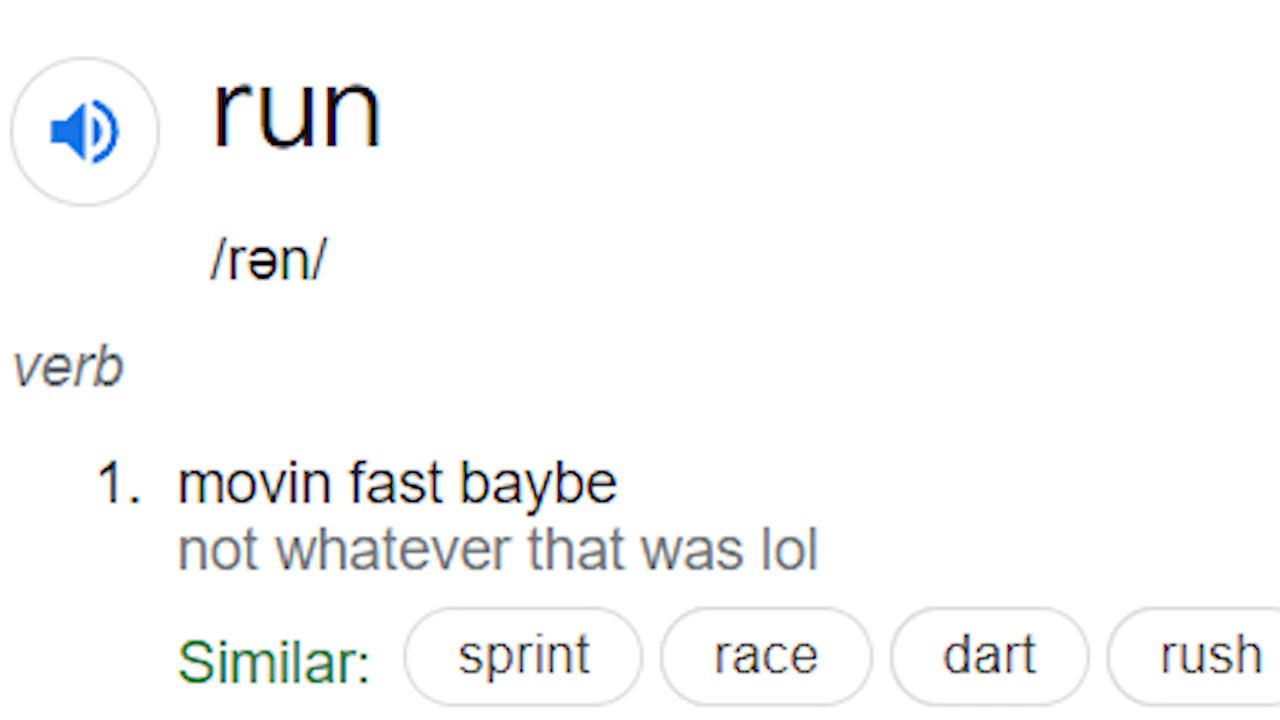 run
/rən/
verb
1. movin fast baybe
not whatever that was lol
Similar: sprint race dart rush